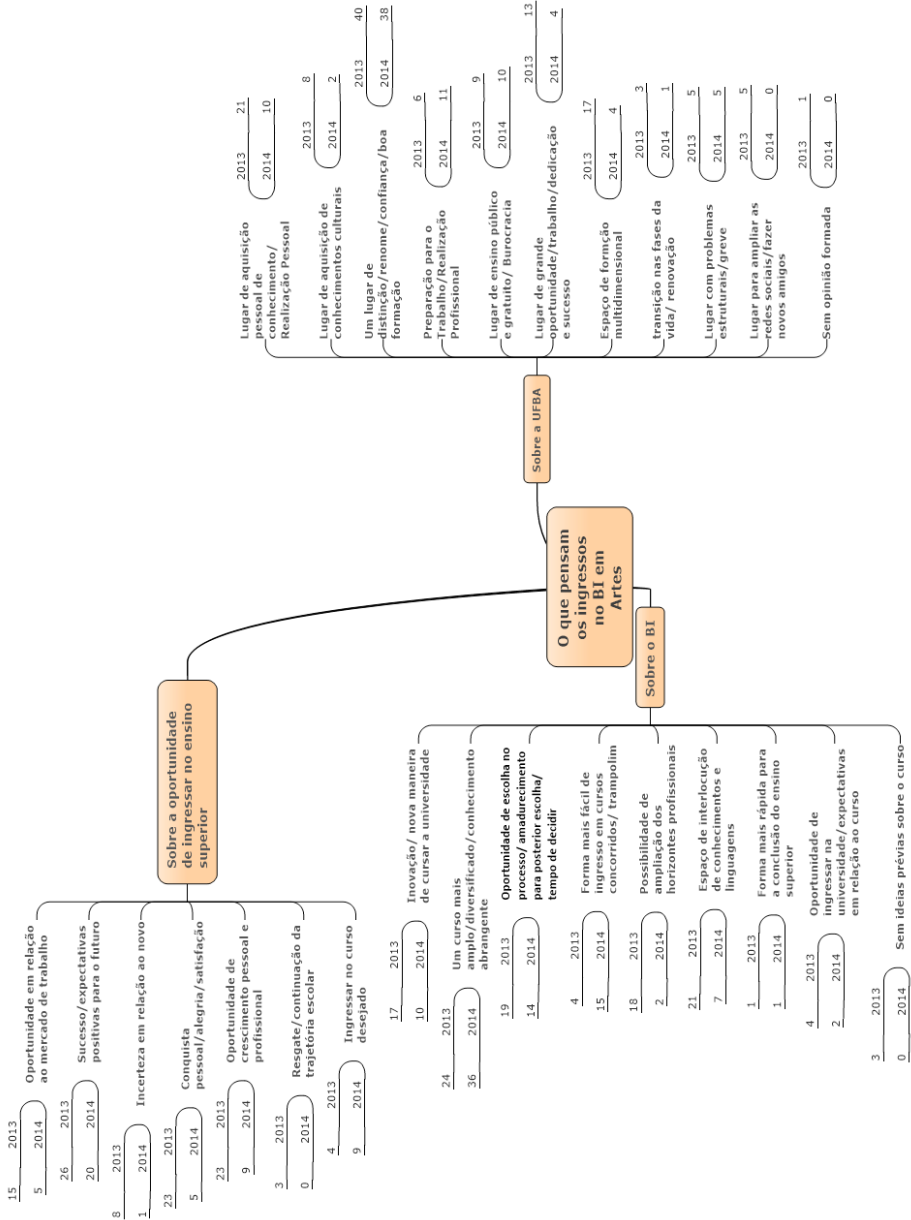 O que pensam
os ingressos
no BI em
Artes
Sobre a oportunidade
de ingressar no ensino
superior
Oportunidade em relação
ao mercado de trabalho
15 2013
5 2014
Sucesso/expectativas
positivas para o futuro
26 2013
20 2014
Incerteza em relação ao novo
8 2013
1 2014
Conquista
pessoal/alegria/satisfação
23 2013
5 2014
Oportunidade de
crescimento pessoal e
profissional
23 2013
9 2014
Resgate/continuação da
trajetória escolar
3 2013
0 2014
Ingressar no curso
desejado
4 2013
9 2014
Sobre o BI
Inovação/ nova maneira
de cursar a universidade
17 2013
10 2014
Um curso mais
amplo/diversificado/conhecimento
abrangente
24 2013
36 2014
Oportunidade de escolha no
processo/ amadurecimento
para posterior escolha/
tempo de decidir
19 2013
14 2014
Forma mais fácil de
ingresso em cursos
concorridos/ trampolim
4 2013
15 2014
Possibilidade de
ampliação dos
horizontes profissionais
18 2013
2 2014
Espaço de interlocução
de conhecimentos e
linguagens
21 2013
7 2014
Forma mais rápida para
a conclusão do ensino
superior
1 2013
1 2014
Oportunidade de
ingressar na
universidade/expectativas
em relação ao curso
4 2013
2 2014
Sem ideias prévias sobre o curso
3 2013
0 2014
Sobre a UFBA
Lugar de aquisição
pessoal de
conhecimento/
Realização Pessoal
2013 21
2014 10
Lugar de aquisição de
conhecimentos culturais
2013 8
2014 2
Um lugar de
distinção/renome/confiança/boa
formação
2013 40
2014 38
Preparação para o
Trabalho/Realização
Profissional
2013 6
2014 11
Lugar de ensino público
e gratuito/ Burocracia
2013 9
2014 10
Lugar de grande
oportunidade/trabalho/dedicação
e sucesso
2013 13
2014 4
Espaço de formção
multidimensional
2013 17
2014 4
transição nas fases da
vida/ renovação
2013 3
2014 1
Lugar com problemas
estruturais/greve
2013 5
2014 5
Lugar para ampliar as
redes sociais/fazer
novos amigos
2013 5
2014 0
Sem opinião formada
2013 1
2014 0